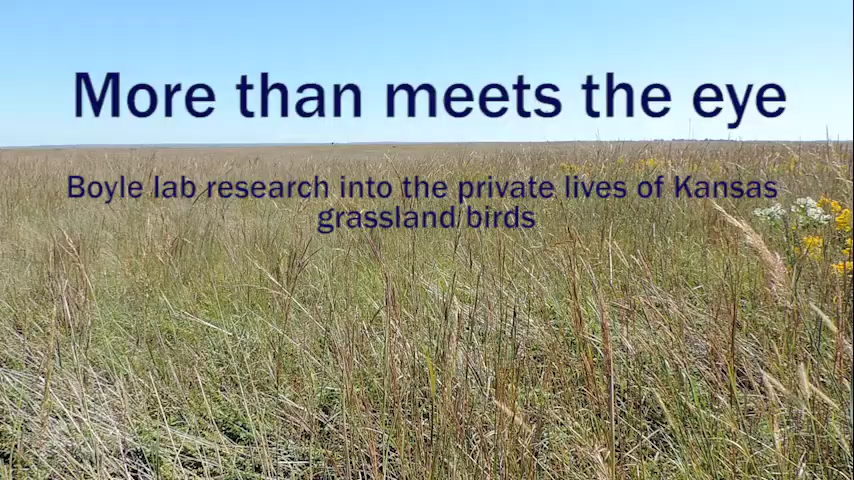 More than meets the eye
Boyle lab research into the private lives of Kansas
grassland birds